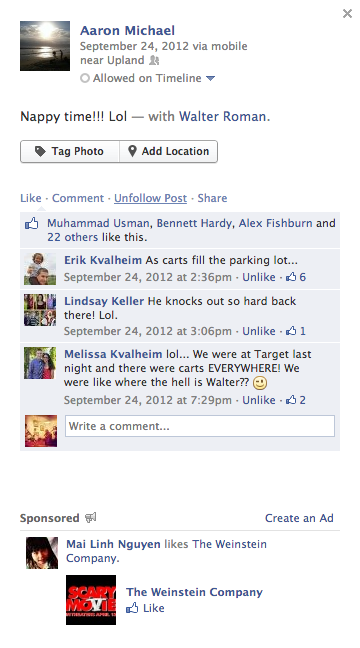 Aaron Michael
September 24, 2012 via mobile
near Upland
Allowed on Timeline
Nappy time!!! Lol — with Walter Roman.
Tag Photo Add Location
Like · Comment · Unfollow Post · Share
Muhammad Usman, Bennett Hardy, Alex Fishburn and
22 others like this.
Erik Kvalheim As carts fill the parking lot...
September 24, 2012 at 2:36pm · Unlike · 6
Lindsay Keller He knocks out so hard back
there! Lol.
September 24, 2012 at 3:06pm · Unlike · 1
Melissa Kvalheim lol... We were at Target last
night and there were carts EVERYWHERE! We
were like where the hell is Walter??
September 24, 2012 at 7:29pm · Unlike · 2
Write a comment...
Sponsored Create an Ad
Mai Linh Nguyen likes The Weinstein
Company.
SCARY
MOVIE
The Weinstein Company
Like